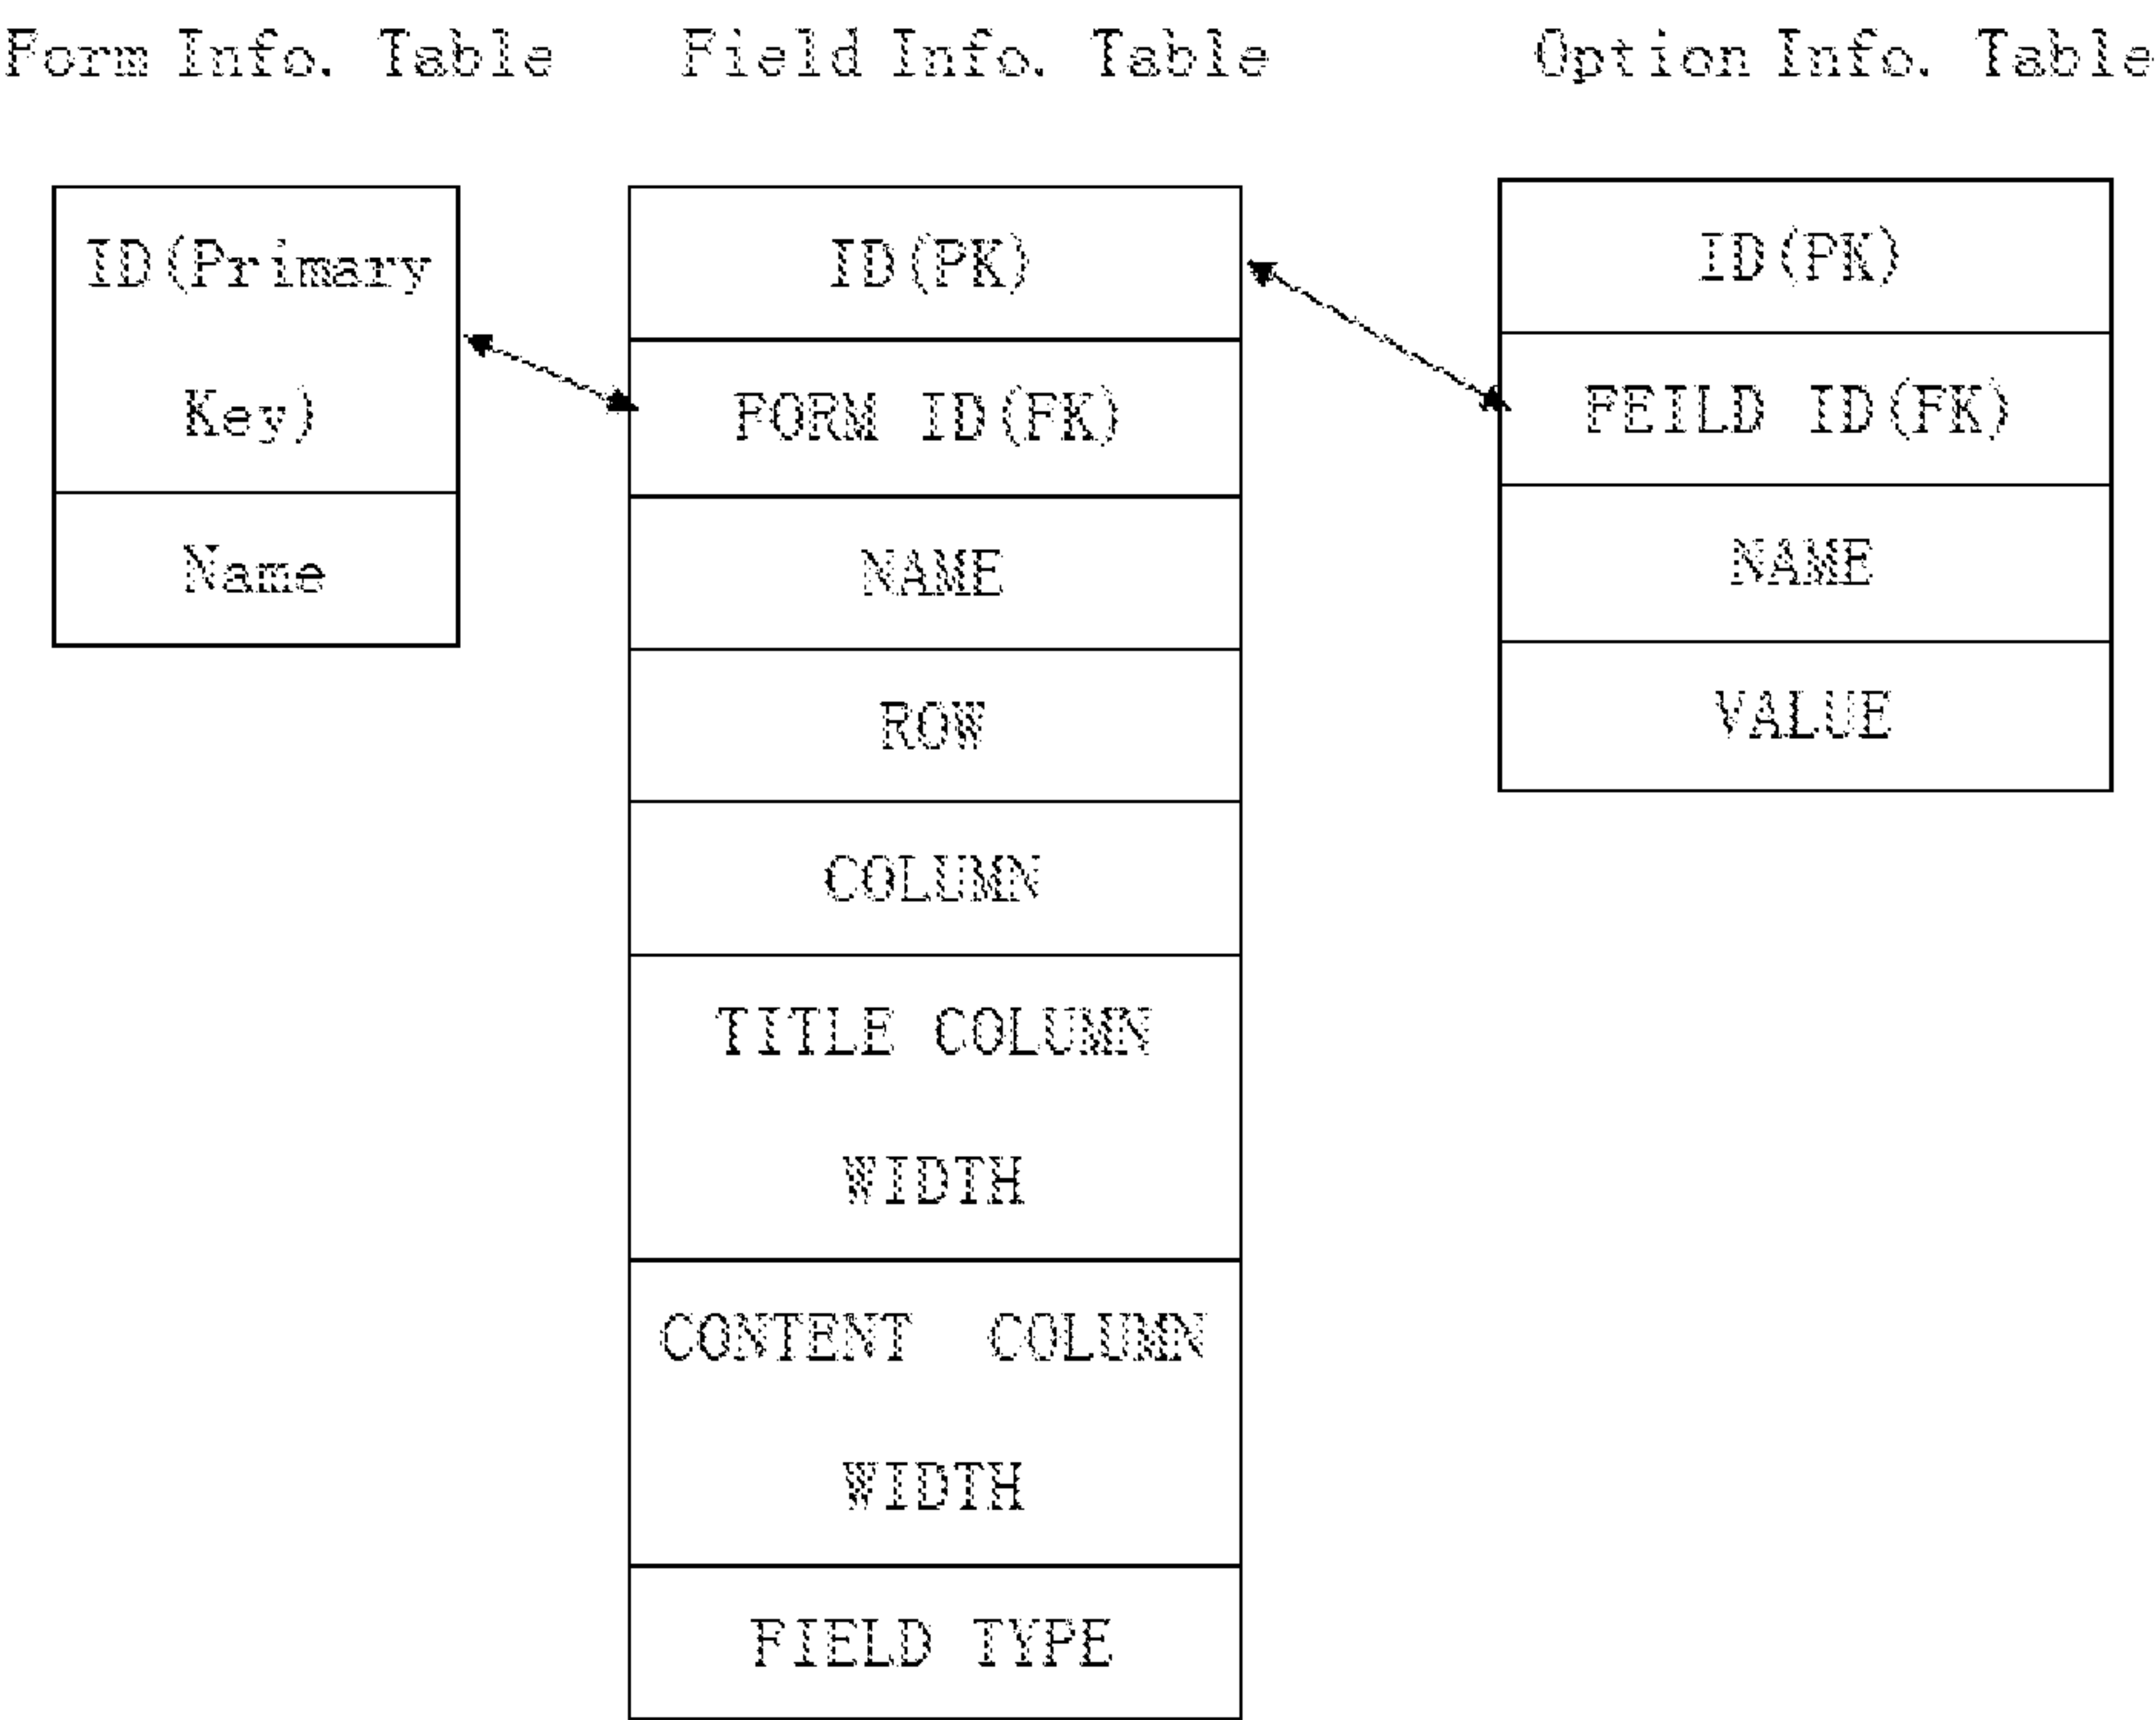 Form Info. Table
Field Info. Table
Option Info. Table
ID(Primary
Key)
Name
ID(PK)
FORM ID(FK)
NAME
ROW
COLUMN
TITLE COLUMN
WIDTH
CONTENT COLUMN
WIDTH
FIELD TYPE
ID(PK)
FEILD ID(FK)
NAME
VALUE